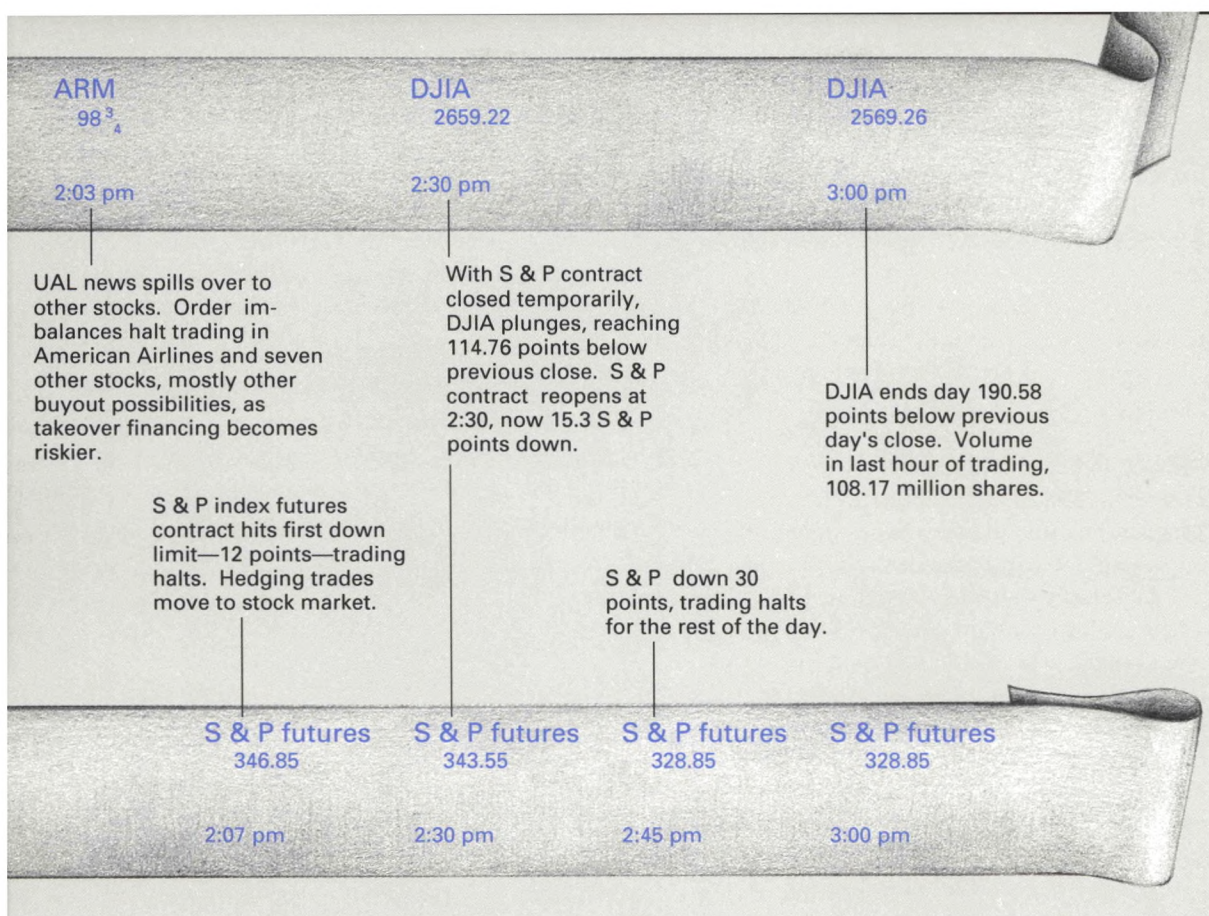 ARM
98 3/4
2:03 pm
DJIA
2659.22
2:30 pm
DJIA
2569.26
3:00 pm
UAL news spills over to
other stocks. Order im-
balances halt trading in
American Airlines and seven
other stocks, mostly other
buyout possibilities, as
takeover financing becomes
riskier.
With S & P contract
closed temporarily,
DJIA plunges, reaching
114.76 points below
previous close. S & P
contract reopens at
2:30, now 15.3 S & P
points down.
DJIA ends day 190.58
points below previous
day's close. Volume
in last hour of trading,
108.17 million shares.
S & P index futures
contract hits first down
limit—12 points—trading
halts. Hedging trades
move to stock market.
S & P down 30
points, trading halts
for the rest of the day.
S & P futures
346.85
2:07 pm
S & P futures
343.55
2:30 pm
S & P futures
328.85
2:45 pm
S & P futures
328.85
3:00 pm